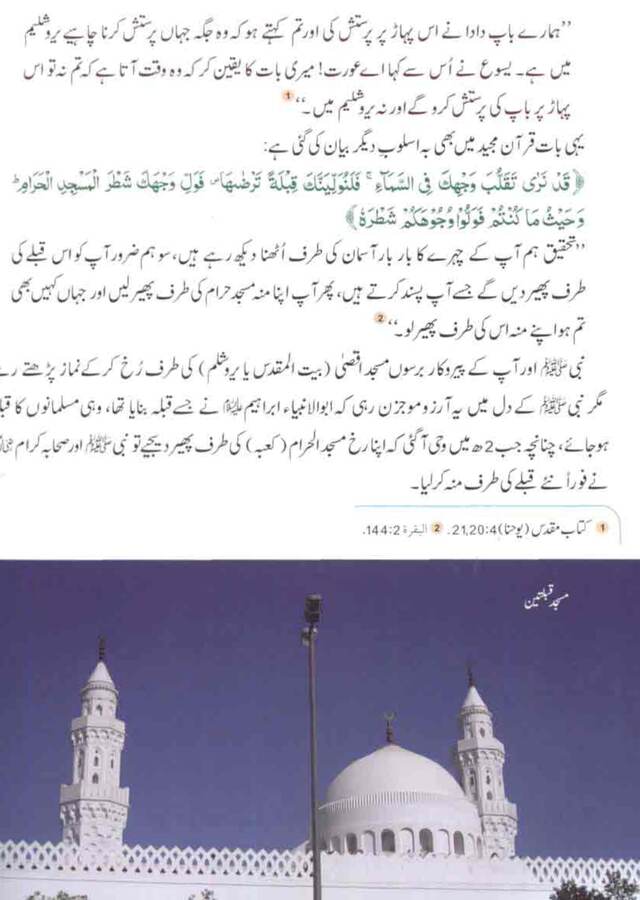 ”ہمارے باپ دادا نے اس پہاڑ پر پرستش کی اور تم کہتے ہو کہ وہ جگہ جہاں پرستش کرنا چاہیے یروشلیم
میں ہے۔ یسوع نے اُس سے کہا اے عورت! میری بات کا یقین کر کہ وہ وقت آتا ہے کہ تم نہ تو اس
پہاڑ پر باپ کی پرستش کرو گے اور نہ یروشلیم میں۔“ 1
یہی بات قرآن مجید میں بھی بہ اسلوبِ دیگر بیان کی گئی ہے:
﴿قَدْ نَرٰى تَقَلُّبَ وَجْهِكَ فِي السَّمَآءِ ۚ فَلَنُوَلِّيَنَّكَ قِبْلَةً تَرْضٰىهَا ۪ فَوَلِّ وَجْهَكَ شَطْرَ الْمَسْجِدِ الْحَرَامِ ؕ
وَحَيْثُ مَا كُنْتُمْ فَوَلُّوْا وُجُوْهَكُمْ شَطْرَهٗ﴾
”تحقیق ہم آپ کے چہرے کا بار بار آسمان کی طرف اُٹھنا دیکھ رہے ہیں، سو ہم ضرور آپ کو اس قبلے کی
طرف پھیر دیں گے جسے آپ پسند کرتے ہیں، پھر آپ اپنا منہ مسجد حرام کی طرف پھیر لیں اور جہاں کہیں بھی
تم ہو اپنے منہ اس کی طرف پھیر لو۔“ 2
نبی ﷺ اور آپ کے پیروکار برسوں مسجد اقصیٰ (بیت المقدس یا یروشلم) کی طرف رُخ کر کے نماز پڑھتے
مگر نبی ﷺ کے دل میں یہ آرزو موجزن رہی کہ ابوالانبیاء ابراہیم علیہ السلام نے جسے قبلہ بنایا تھا، وہی مسلمانوں کا
ہو جائے، چنانچہ جب 2ھ میں وحی آ گئی کہ اپنا رخ مسجد الحرام (کعبہ) کی طرف پھیر دیجیے تو نبی ﷺ اور صحابہ کرام
نے فوراً نئے قبلے کی طرف منہ کر لیا۔
1 کتاب مقدس (یوحنا) 21,20:4۔ 2 البقرة 144:2.
مسجد قبلتین